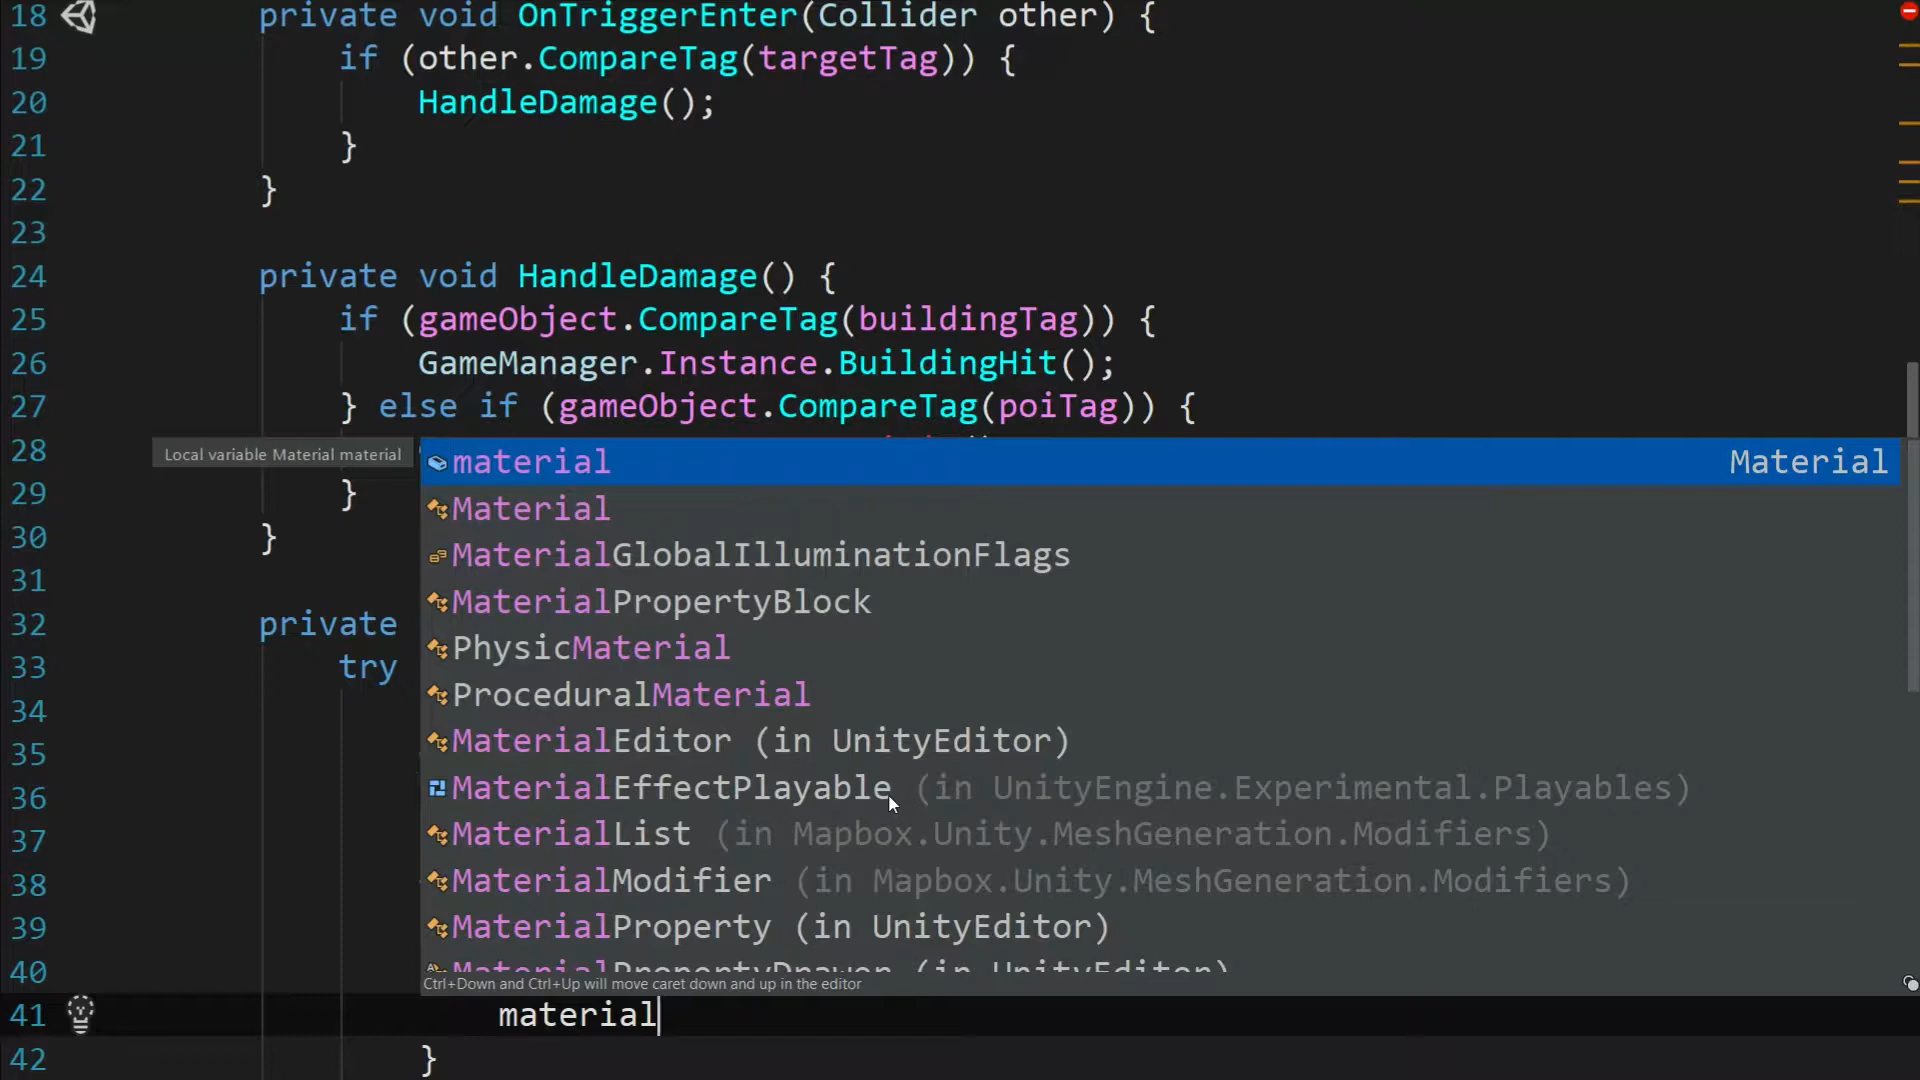 18 private void OnTriggerEnter(Collider other) {
19 if (other.CompareTag(targetTag)) {
20 HandleDamage();
21 }
22 }
23
24 private void HandleDamage() {
25 if (gameObject.CompareTag(buildingTag)) {
26 GameManager.Instance.BuildingHit();
27 } else if (gameObject.CompareTag(poiTag)) {
28
Local variable Material material
material Material
29 }
Material
30 }
MaterialGlobalIlluminationFlags
31
MaterialPropertyBlock
32 private
PhysicMaterial
33 try
ProceduralMaterial
34
MaterialEditor (in UnityEditor)
35
MaterialEffectPlayable (in UnityEngine.Experimental.Playables)
36
MaterialList (in Mapbox.Unity.MeshGeneration.Modifiers)
37
MaterialModifier (in Mapbox.Unity.MeshGeneration.Modifiers)
38
MaterialProperty (in UnityEditor)
39
MaterialPropertyDrawer (in UnityEditor)
40
Ctrl+Down and Ctrl+Up will move caret down and up in the editor
41 material
42 }